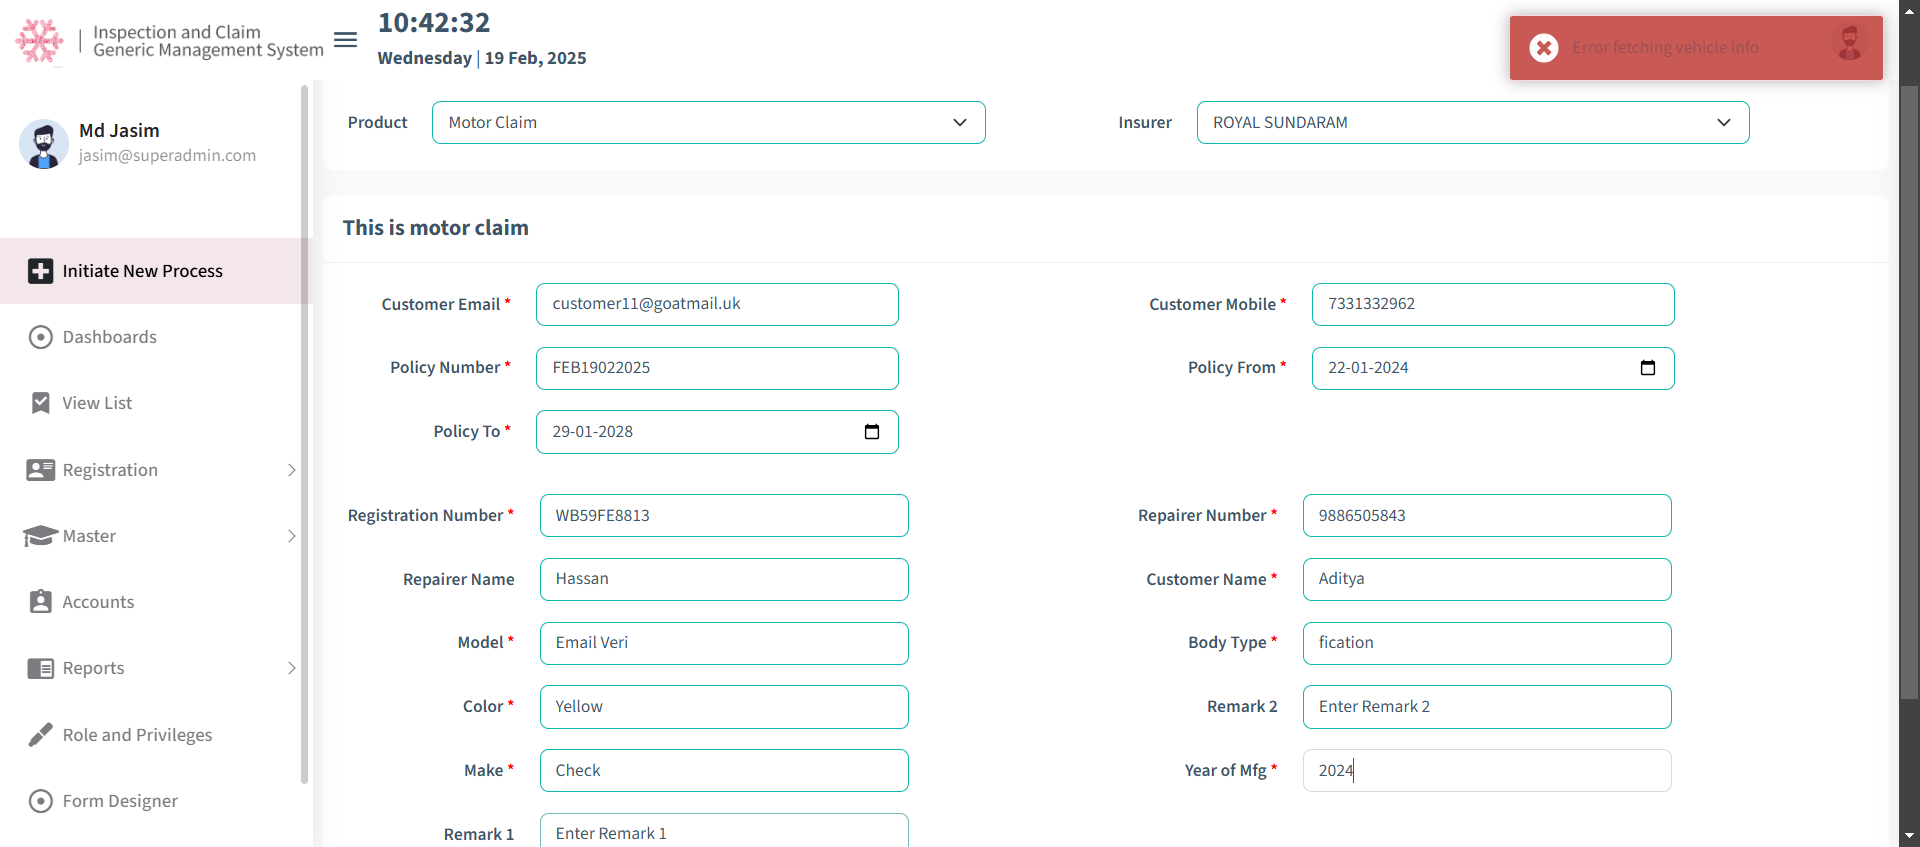 Inspection and Claim
Generic Management System
10:42:32
Wednesday | 19 Feb, 2025
Error fetching vehicle info
Md Jasim
jasim@superadmin.com
Initiate New Process
Dashboards
View List
Registration
Master
Accounts
Reports
Role and Privileges
Form Designer
Product Motor Claim
Insurer ROYAL SUNDARAM
This is motor claim
Customer Email * customer11@goatmail.uk
Customer Mobile * 7331332962
Policy Number * FEB19022025
Policy From * 22-01-2024
Policy To * 29-01-2028
Registration Number * WB59FE8813
Repairer Number * 9886505843
Repairer Name Hassan
Customer Name * Aditya
Model * Email Veri
Body Type * fication
Color * Yellow
Remark 2 Enter Remark 2
Make * Check
Year of Mfg * 2024
Remark 1 Enter Remark 1